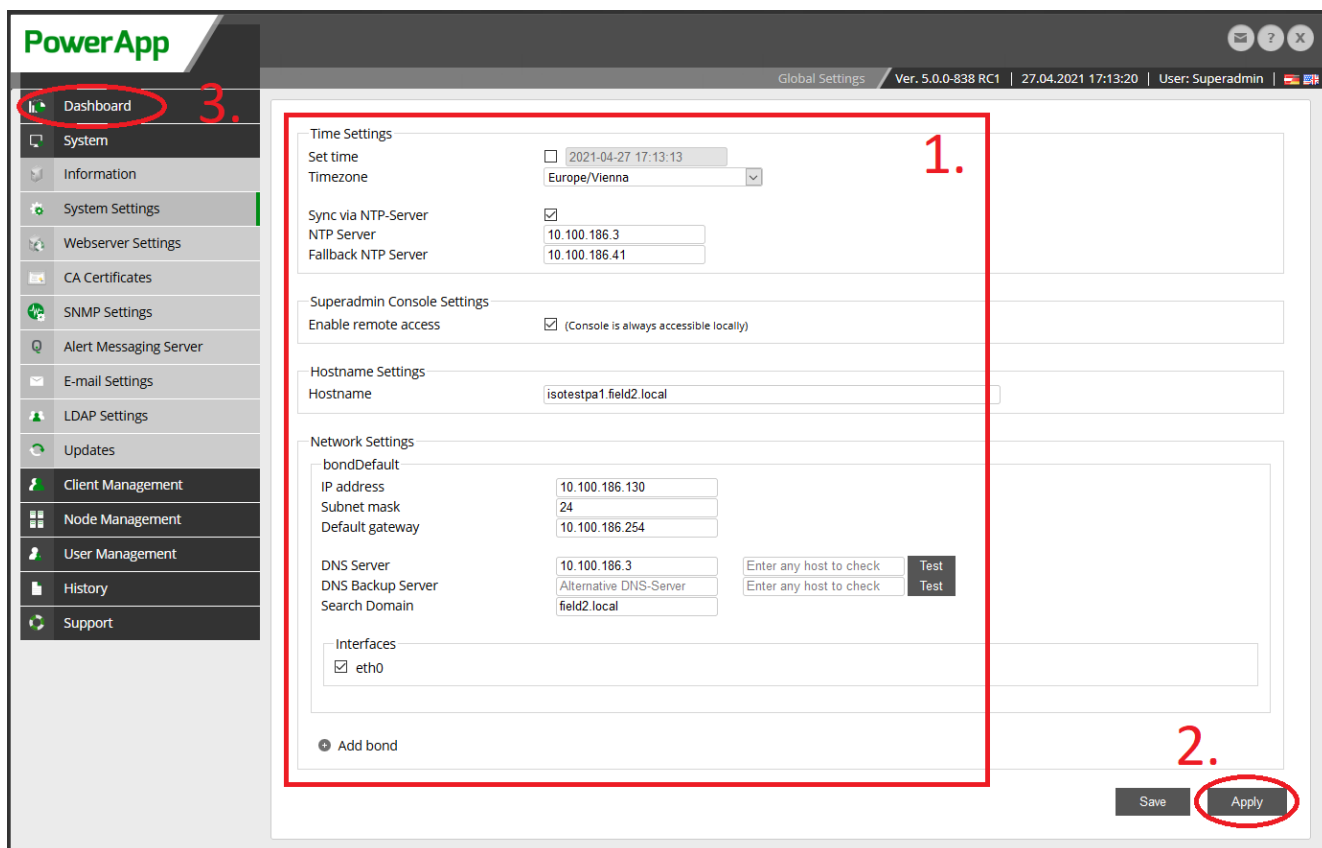 PowerApp
? X
Global Settings Ver. 5.0.0-838 RC1 | 27.04.2021 17:13:20 | User: Superadmin |
Dashboard
3.
System
Information
System Settings
Webserver Settings
CA Certificates
SNMP Settings
Alert Messaging Server
E-mail Settings
LDAP Settings
Updates
Client Management
Node Management
User Management
History
Support
1.
Time Settings
Set time 2021-04-27 17:13:13
Timezone Europe/Vienna
Sync via NTP-Server
NTP Server 10.100.186.3
Fallback NTP Server 10.100.186.41
Superadmin Console Settings
Enable remote access (Console is always accessible locally)
Hostname Settings
Hostname isotestpa1.field2.local
Network Settings
bondDefault
IP address 10.100.186.130
Subnet mask 24
Default gateway 10.100.186.254
DNS Server 10.100.186.3 Enter any host to check Test
DNS Backup Server Alternative DNS-Server Enter any host to check Test
Search Domain field2.local
Interfaces
eth0
Add bond
2.
Save Apply